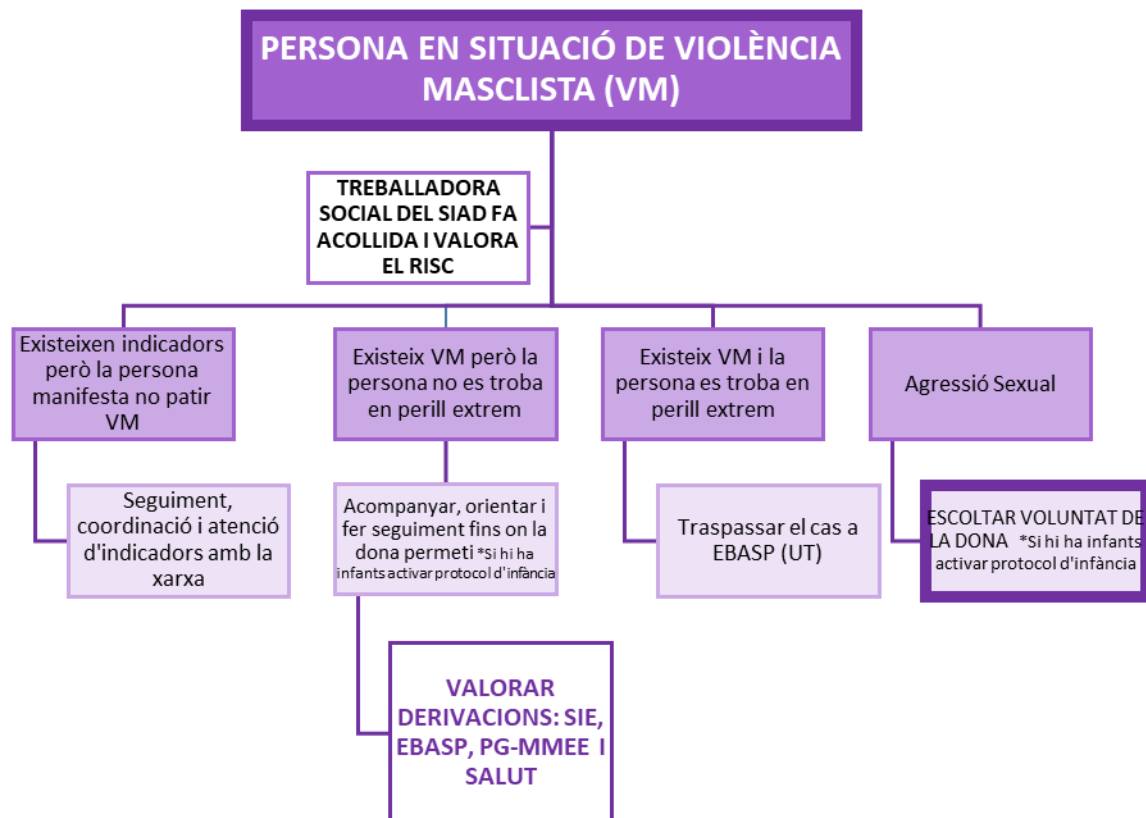 PERSONA EN SITUACIÓ DE VIOLÈNCIA
MASCLISTA (VM)
TREBALLADORA
SOCIAL DEL SIAD FA
ACOLLIDA I VALORA
EL RISC
Existeixen indicadors
però la persona
manifesta no patir
VM
Existeix VM però la
persona no es troba
en perill extrem
Existeix VM i la
persona es troba en
perill extrem
Agressió Sexual
Seguiment,
coordinació i atenció
d'indicadors amb la
xarxa
Acompanyar, orientar i
fer seguiment fins on la
dona permeti *Si hi ha
infants activar protocol d'infància
Traspassar el cas a
EBASP (UT)
ESCOLTAR VOLUNTAT DE
LA DONA *Si hi ha infants
activar protocol d'infància
VALORAR
DERIVACIONS: SIE,
EBASP, PG-MMEE I
SALUT